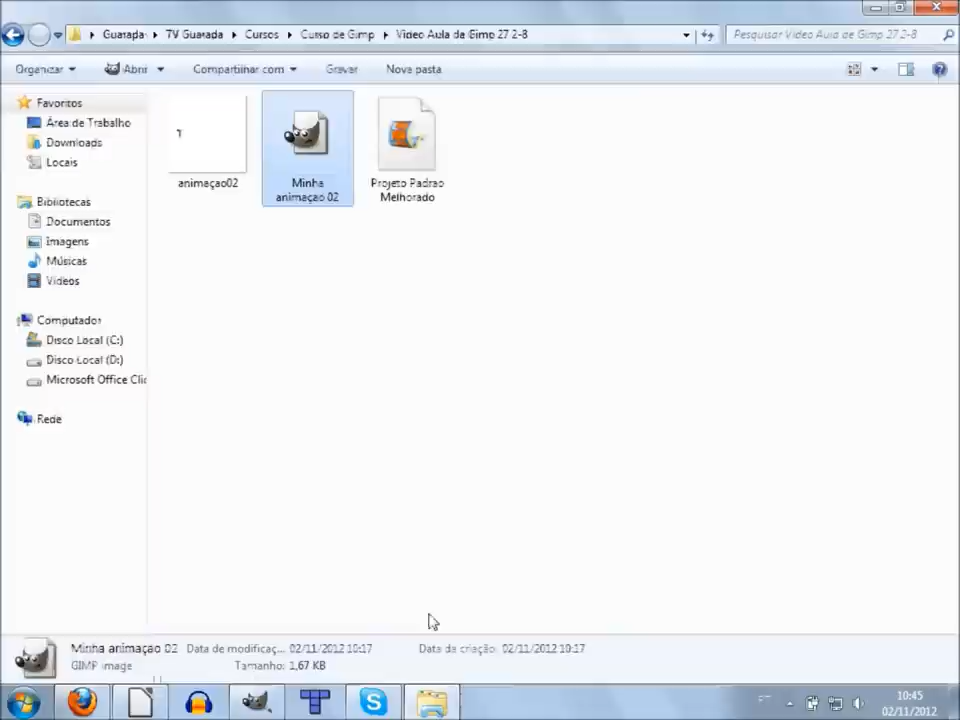 Guarada TV Guarada Cursos Curso de Gimp Video Aula de Gimp 27 2-8 Pesquisar Video Aula de Gimp 27 2-8
Organizar Abrir Compartilhar com Gravar Nova pasta
Favoritos
Área de Trabalho
Downloads
Locais
Bibliotecas
Documentos
Imagens
Músicas
Vídeos
Computador
Disco Local (C:)
Disco Local (D:)
Microsoft Office Clic
Rede
animaçao02
Minha
animaçao 02
Projeto Padrao
Melhorado
Minha animaçao 02 Data de modificaç... 02/11/2012 10:17 Data da criação: 02/11/2012 10:17
GIMP image Tamanho: 1,67 KB
PT 10:45
02/11/2012